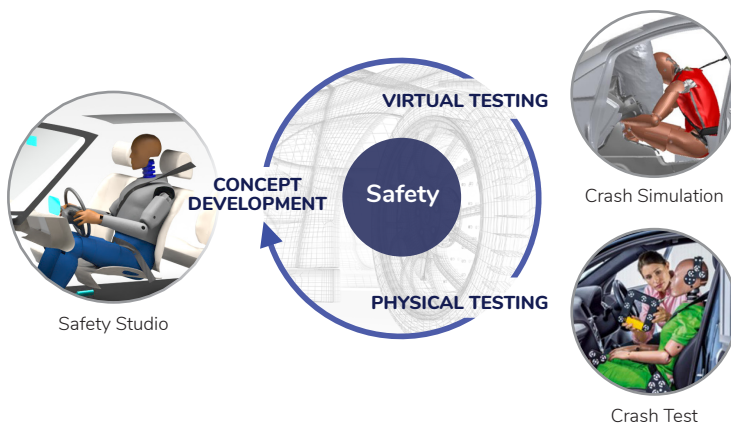 VIRTUAL TESTING
CONCEPT
DEVELOPMENT
Safety
Crash Simulation
PHYSICAL TESTING
Safety Studio
Crash Test